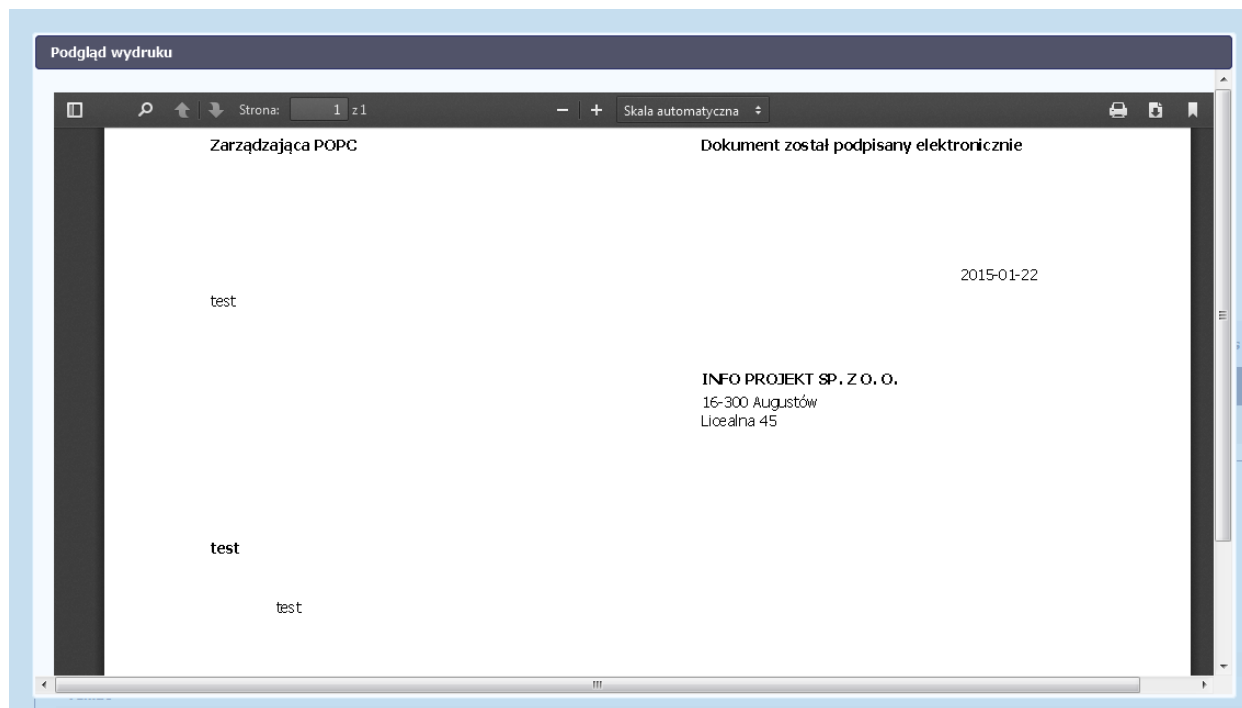 Podgląd wydruku
Strona: 1 z 1 Skala automatyczna
Zarządzająca POPC Dokument został podpisany elektronicznie
2015-01-22
test
INFO PROJEKT SP. Z O. O.
16-300 Augustów
Licealna 45
test
test